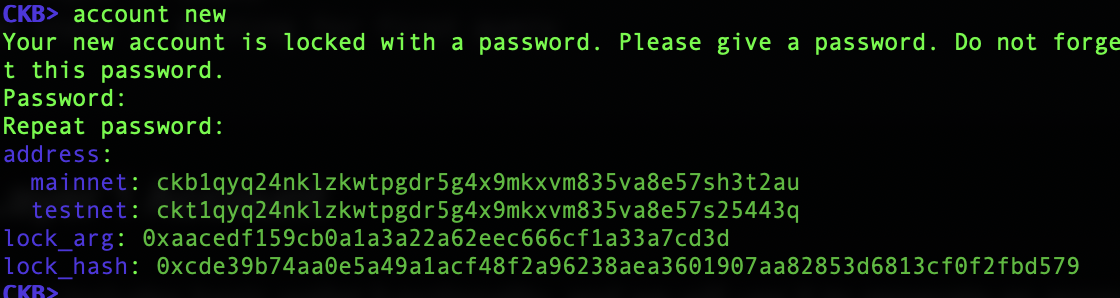 CKB> account new
Your new account is locked with a password. Please give a password. Do not forge
t this password.
Password:
Repeat password:
address:
  mainnet: ckb1qyq24nklzkwtpgdr5g4x9mkxvm835va8e57sh3t2au
  testnet: ckt1qyq24nklzkwtpgdr5g4x9mkxvm835va8e57s25443q
lock_arg: 0xaacedf159cb0a1a3a22a62eec666cf1a33a7cd3d
lock_hash: 0xcde39b74aa0e5a49a1acf48f2a96238aea3601907aa82853d6813cf0f2fbd579
CKB>